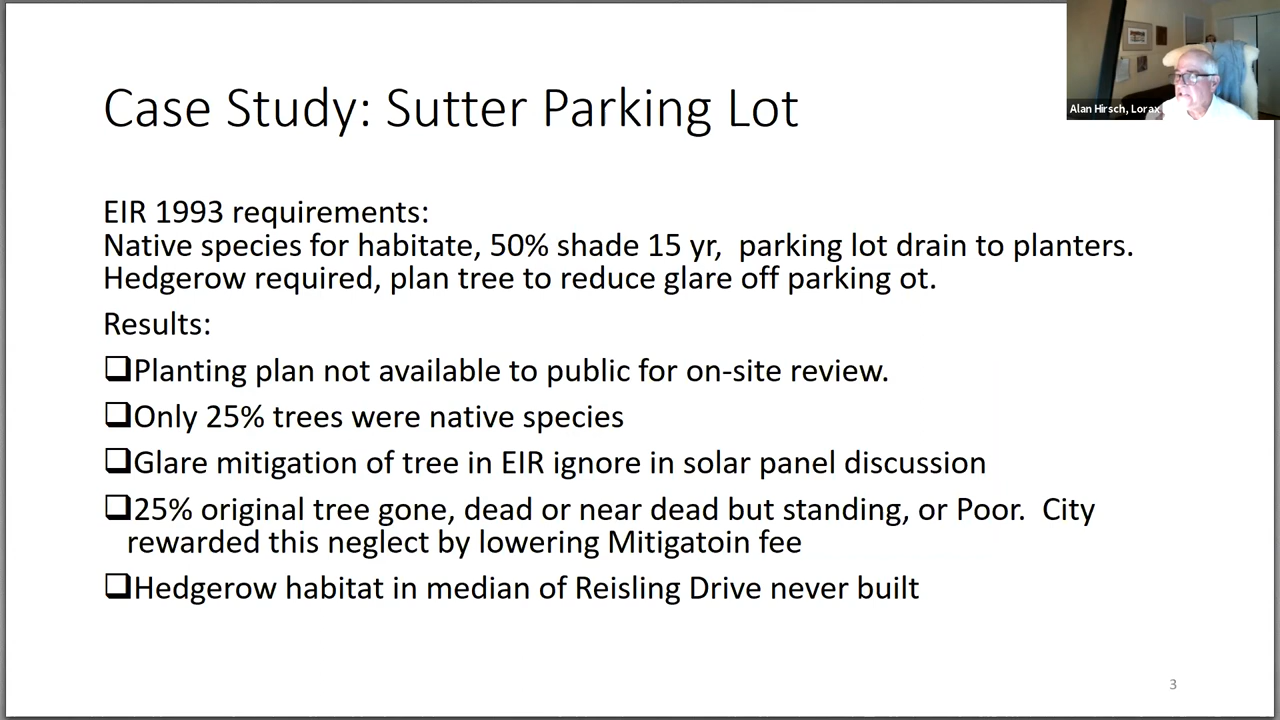 Case Study: Sutter Parking Lot
Alan Hirsch, Lorax
EIR 1993 requirements:
Native species for habitate, 50% shade 15 yr,  parking lot drain to planters.
Hedgerow required, plan tree to reduce glare off parking ot.
Results:
❑Planting plan not available to public for on-site review.
❑Only 25% trees were native species
❑Glare mitigation of tree in EIR ignore in solar panel discussion
❑25% original tree gone, dead or near dead but standing, or Poor.  City
rewarded this neglect by lowering Mitigatoin fee
❑Hedgerow habitat in median of Reisling Drive never built
3